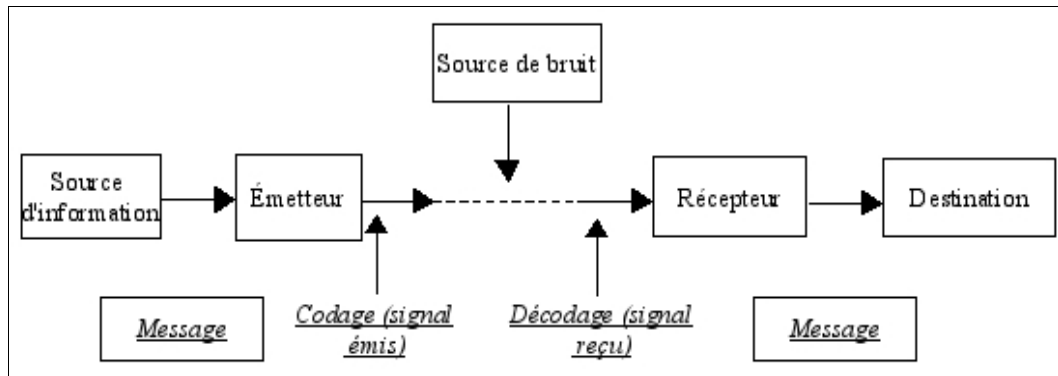 Source de bruit
Source
d'information
Émetteur
Récepteur
Destination
Message
Codage (signal
émis)
Décodage (signal
reçu)
Message